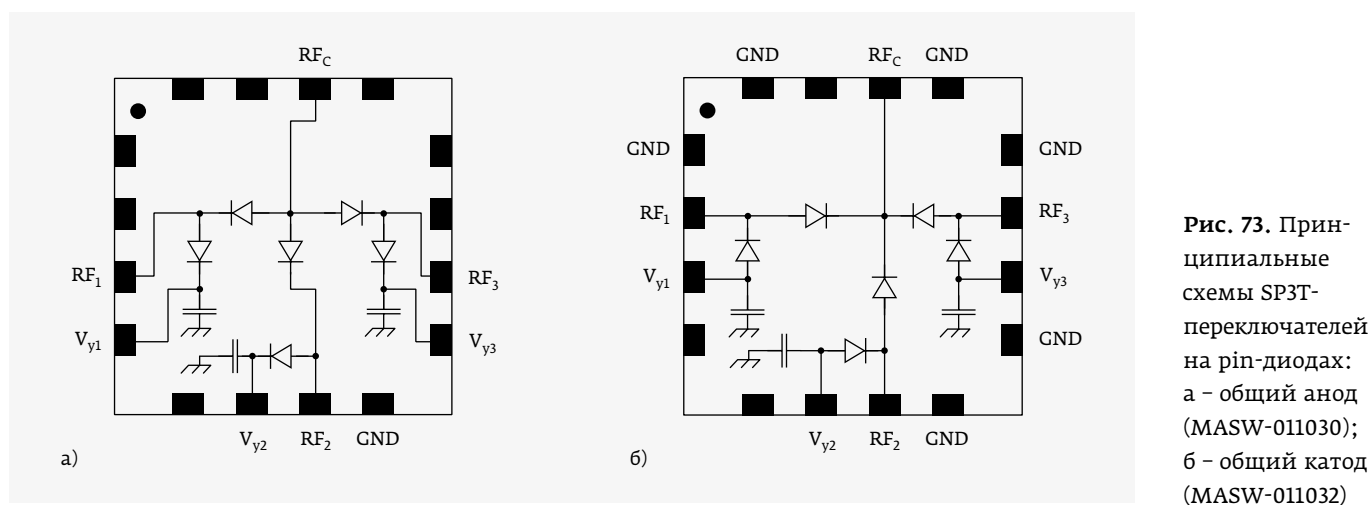 RF_C
RF_1
RF_3
V_y1
V_y3
V_y2 RF_2 GND
а)
GND RF_C GND
GND GND
RF_1 RF_3
V_y1 V_y3
GND
V_y2 RF_2 GND
б)
Рис. 73. Прин-
ципиальные
схемы SP3T-
переключателей
на pin-диодах:
а – общий анод
(MASW-011030);
б – общий катод
(MASW-011032)